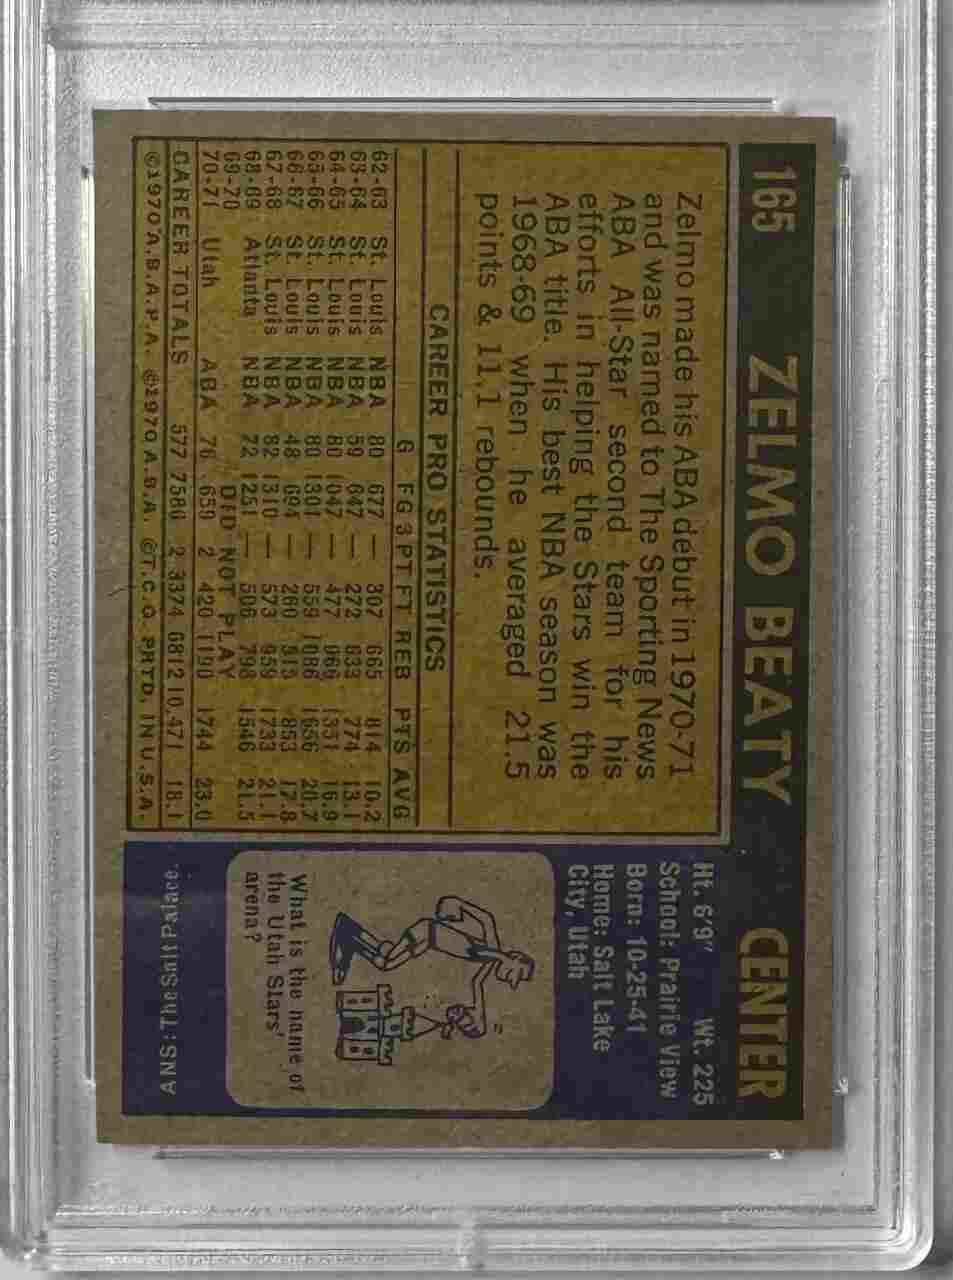 165 ZELMO BEATY CENTER
Zelmo made his ABA debut in 1970-71
and was named to The Sporting News
ABA All-Star second team for his
efforts in helping the Stars win the
ABA title. His best NBA season was
1968-69 when he averaged 21.5
points & 11.1 rebounds.
CAREER PRO STATISTICS
G FG 3PT FT REB PTS AVG
62-63 St. Louis NBA 80 677 — 307 665 814 10.2
63-64 St. Louis NBA 59 647 — 272 633 774 13.1
64-65 St. Louis NBA 80 1047 — 477 966 1351 16.9
65-66 St. Louis NBA 80 1301 — 559 1086 1656 20.7
66-67 St. Louis NBA 48 694 — 260 515 853 17.8
67-68 St. Louis NBA 82 1310 — 573 959 1733 21.1
68-69 Atlanta NBA 72 1251 — 506 798 1546 21.5
69-70 DID NOT PLAY
70-71 Utah ABA 76 659 2 420 1190 1744 23.0
CAREER TOTALS 577 7586 2 3374 6812 10,471 18.1
©1970 A.B.A.P.A. ©1970 A.B.A. ©T.C.G. PRTD. IN U.S.A.
Ht. 6'9" Wt. 225
School: Prairie View
Born: 10-25-41
Home: Salt Lake
City, Utah
What is the name of
the Utah Stars'
arena?
ANS: The Salt Palace.